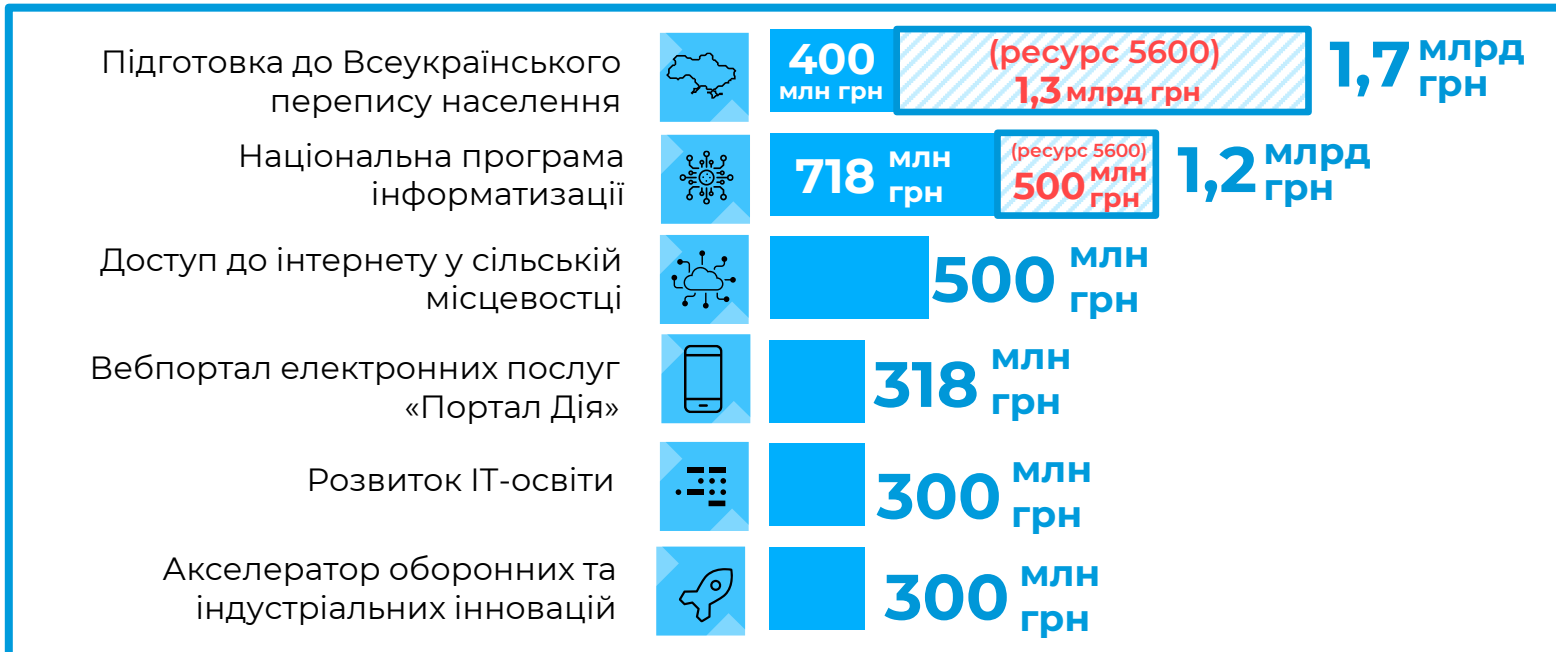 Підготовка до Всеукраїнського
перепису населення
400
млн грн
(ресурс 5600)
1,3 млрд грн
1,7 млрд
грн
Національна програма
інформатизації
718 млн
грн
(ресурс 5600)
500 млн
грн
1,2 млрд
грн
Доступ до інтернету у сільській
місцевостці
500 млн
грн
Вебпортал електронних послуг
«Портал Дія»
318 млн
грн
Розвиток ІТ-освіти
300 млн
грн
Акселератор оборонних та
індустріальних інновацій
300 млн
грн